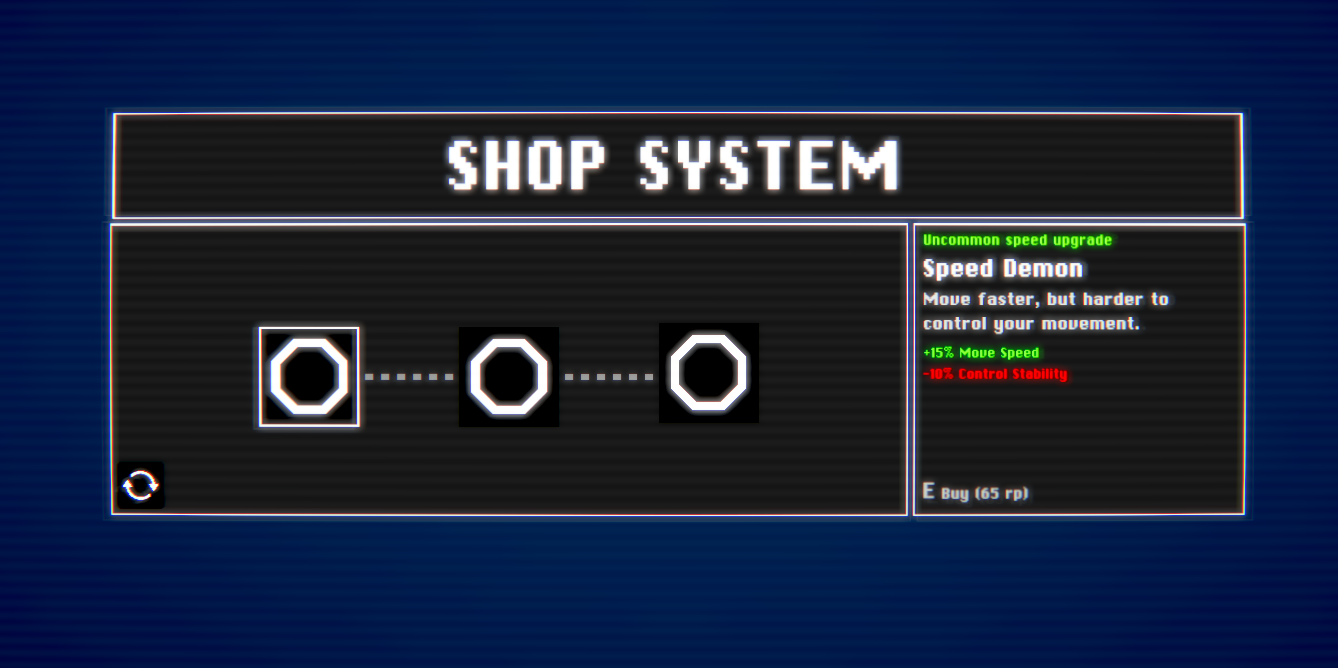 SHOP SYSTEM
Uncommon speed upgrade
Speed Demon
Move faster, but harder to
control your movement.
+15% Move Speed
-10% Control Stability
E Buy (65 rp)